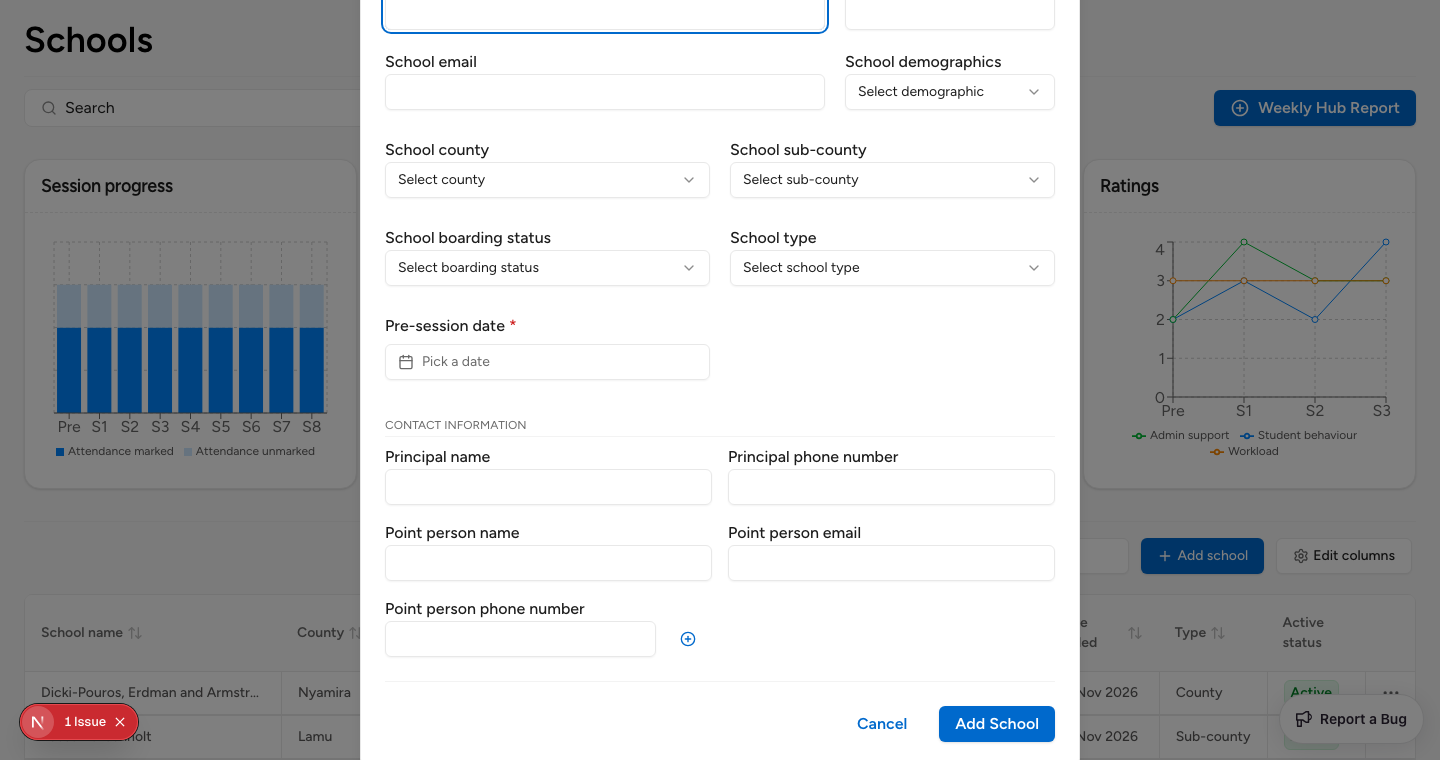 Schools
Search
Weekly Hub Report
Session progress
Pre S1 S2 S3 S4 S5 S6 S7 S8
Attendance marked Attendance unmarked
Ratings
4
3
2
1
0
Pre S1 S2 S3
Admin support Student behaviour
Workload
School email School demographics
Select demographic
School county School sub-county
Select county Select sub-county
School boarding status School type
Select boarding status Select school type
Pre-session date *
Pick a date
CONTACT INFORMATION
Principal name Principal phone number
Point person name Point person email
Point person phone number
Cancel Add School
Add school Edit columns
School name County Type Active
status
Dicki-Pouros, Erdman and Armstr... Nyamira Nov 2026 County Active
Lamu Nov 2026 Sub-county
1 Issue
Report a Bug